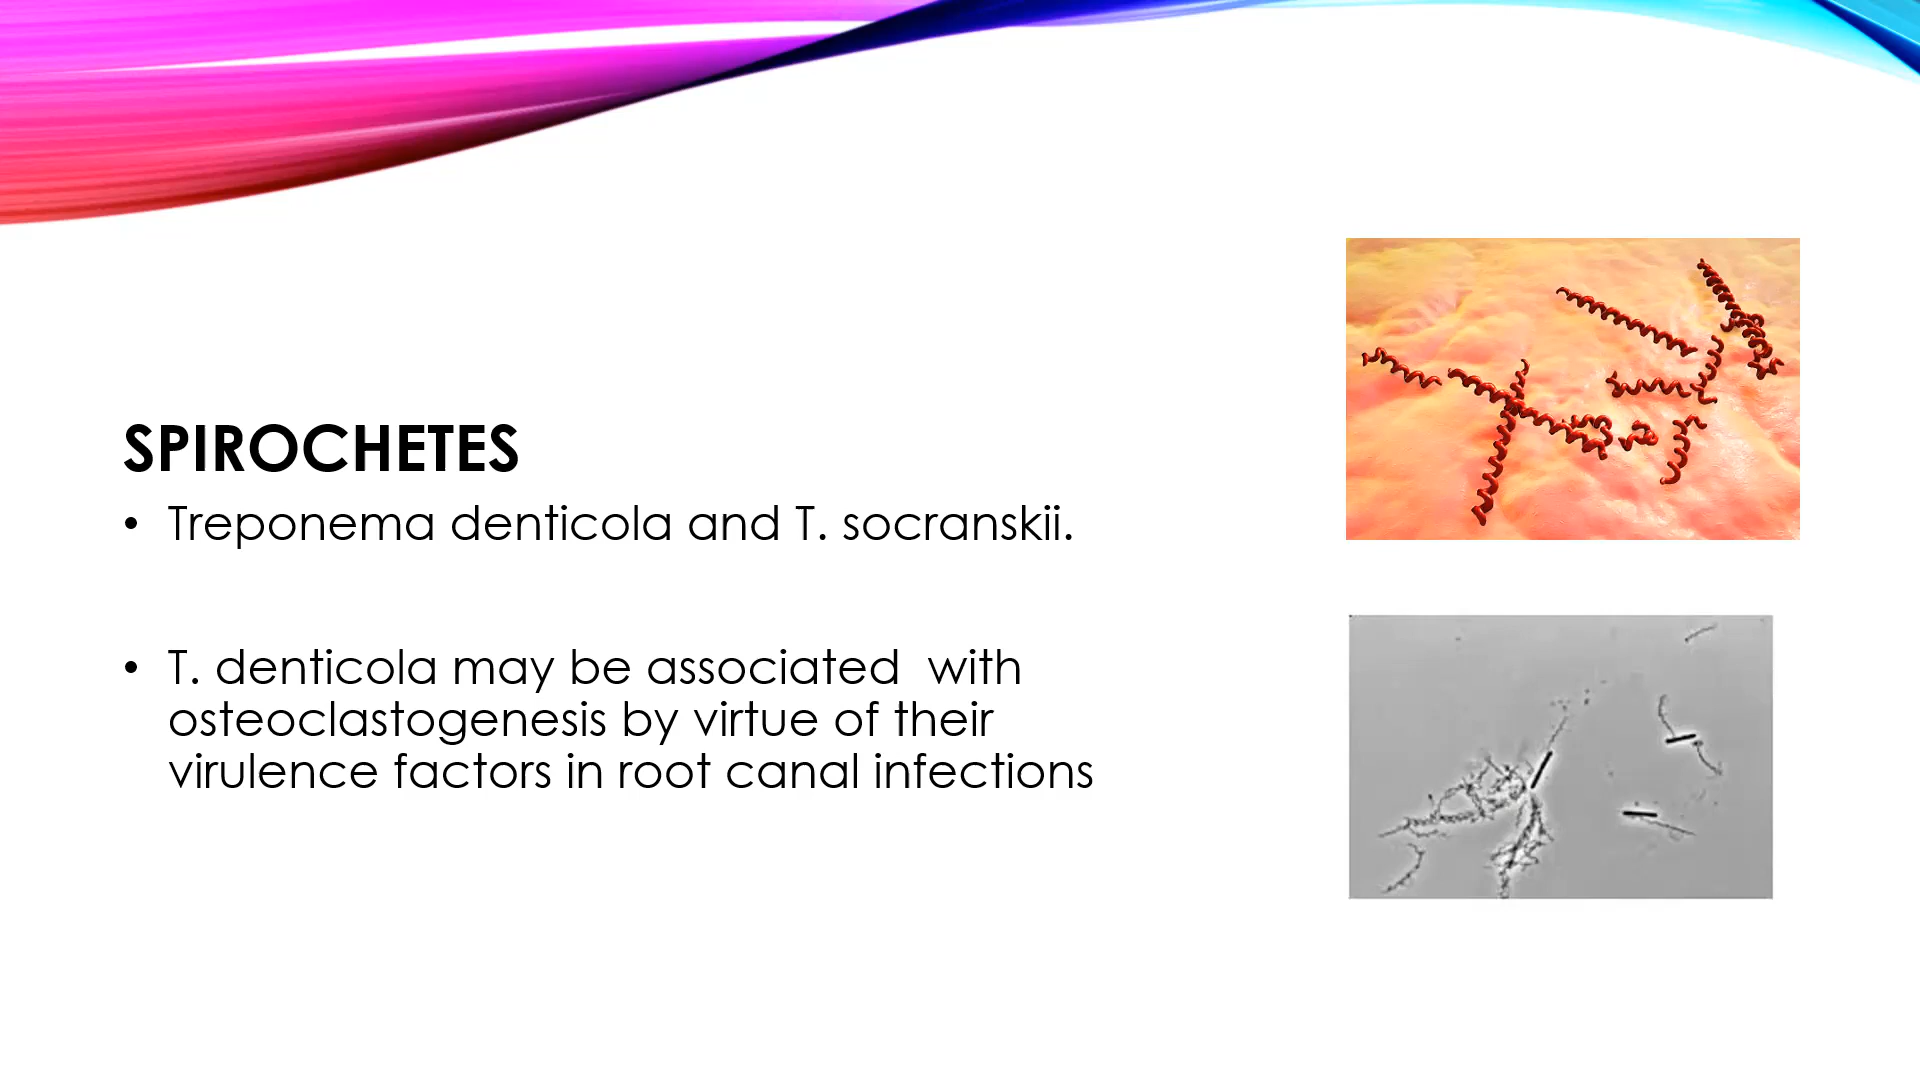 SPIROCHETES
• Treponema denticola and T. socranskii.
• T. denticola may be associated  with
osteoclastogenesis by virtue of their
virulence factors in root canal infections